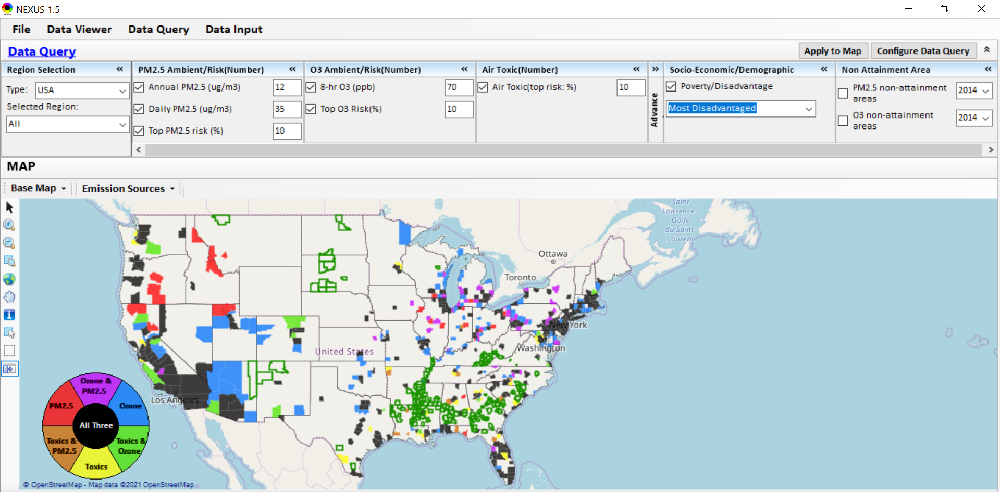 NEXUS 1.5
File Data Viewer Data Query Data Input
Data Query
Apply to Map Configure Data Query
Region Selection
Type: USA
Selected Region:
All
PM2.5 Ambient/Risk(Number)
Annual PM2.5 (ug/m3) 12
Daily PM2.5 (ug/m3) 35
Top PM2.5 risk (%) 10
O3 Ambient/Risk(Number)
8-hr O3 (ppb) 70
Top O3 Risk(%) 10
Air Toxic(Number)
Air Toxic(top risk: %) 10
Advance
Socio-Economic/Demographic
Poverty/Disadvantage
Most Disadvantaged
Non Attainment Area
PM2.5 non-attainment
areas
2014
O3 non-attainment
areas
2014
MAP
Base Map Emission Sources
Saint
Lawrence /
Golfe
du Saint-
Laurent
Ottawa
Toronto
New York
Washington
United States
Los Angeles
Ozone &
PM2.5
PM2.5
Ozone
All Three
Toxics &
PM2.5
Toxics &
Ozone
Toxics
© OpenStreetMap - Map data ©2021 OpenStreetMap